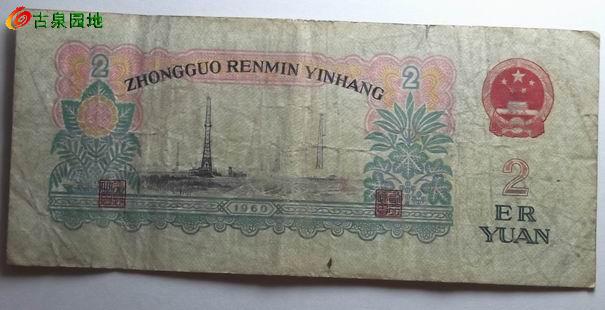 古泉园地
ZHONGGUO RENMIN YINHANG
2
2
1960
2
ER
YUAN